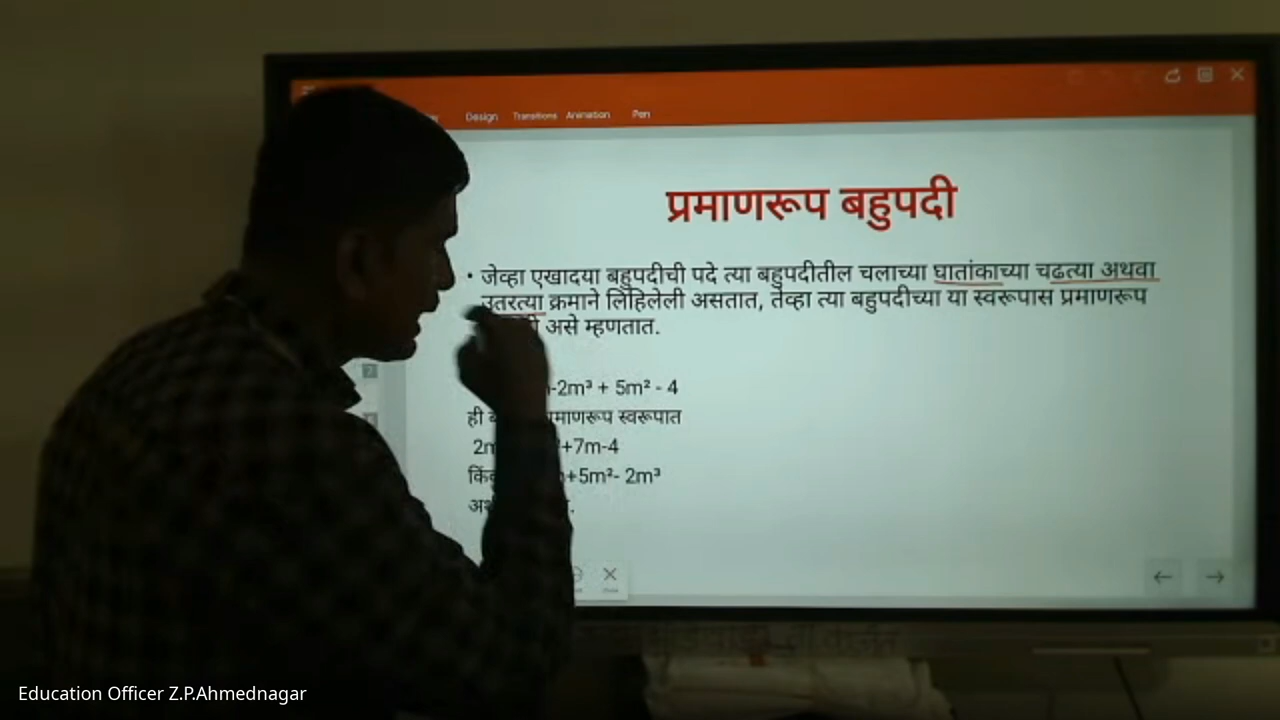 Design Transitions Animation Pen
प्रमाणरूप बहुपदी
• जेव्हा एखादया बहुपदीची पदे त्या बहुपदीतील चलाच्या घातांकाच्या चढत्या अथवा
उतरत्या क्रमाने लिहिलेली असतात, तेव्हा त्या बहुपदीच्या या स्वरूपास प्रमाणरूप
असे म्हणतात.
-2m³ + 5m² - 4
ही स्वरूपात
+7m-4
+5m²- 2m³
Education Officer Z.P.Ahmednagar